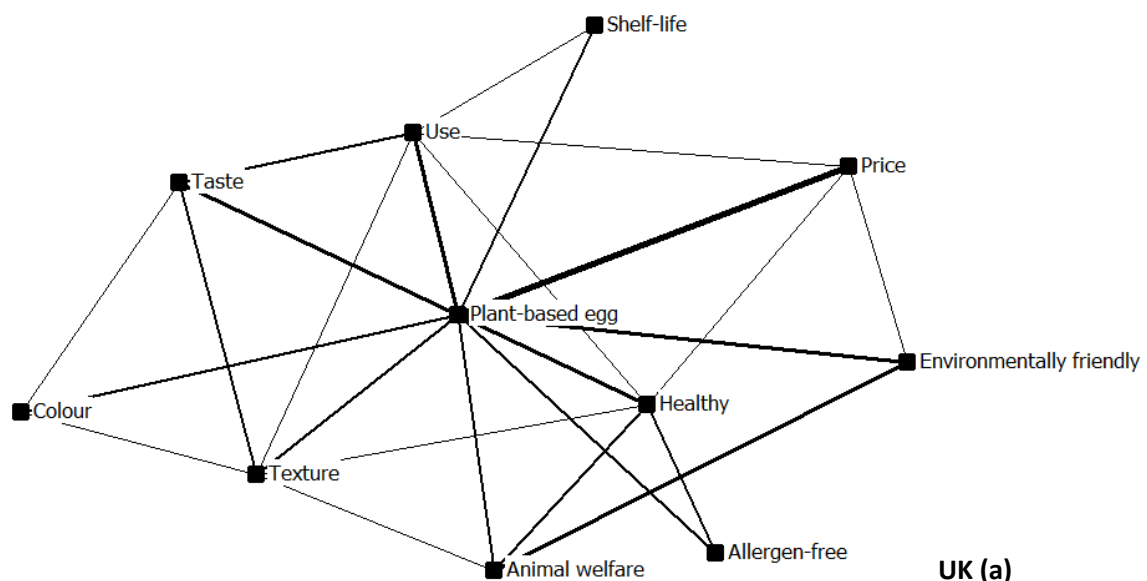 Shelf-life
Use
Price
Taste
Plant-based egg
Environmentally friendly
Healthy
Colour
Texture
Allergen-free
Animal welfare
UK (a)